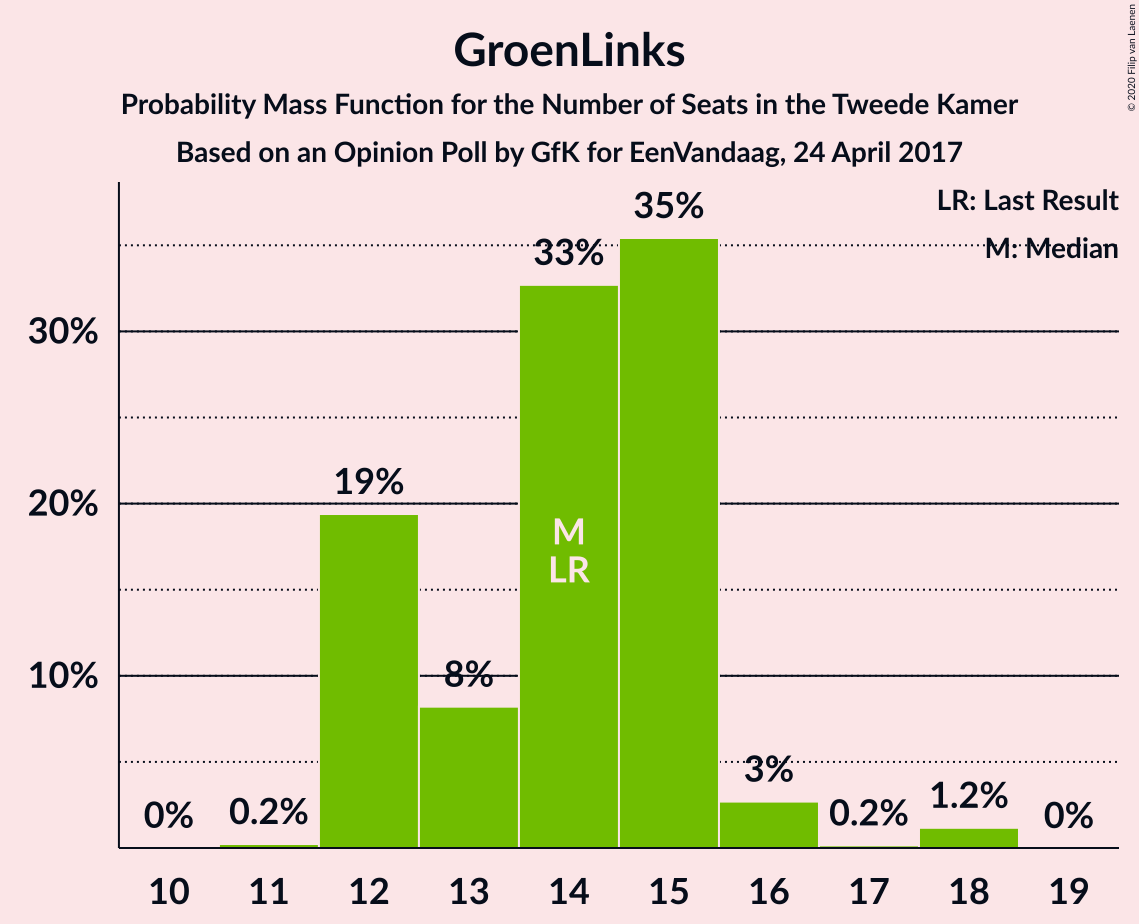 GroenLinks
Probability Mass Function for the Number of Seats in the Tweede Kamer
Based on an Opinion Poll by GfK for EenVandaag, 24 April 2017
© 2020 Filip van Laenen
LR: Last Result
M: Median
30%
20%
10%
0%
0.2%
19%
8%
33%
35%
3%
0.2%
1.2%
0%
M
LR
10
11
12
13
14
15
16
17
18
19